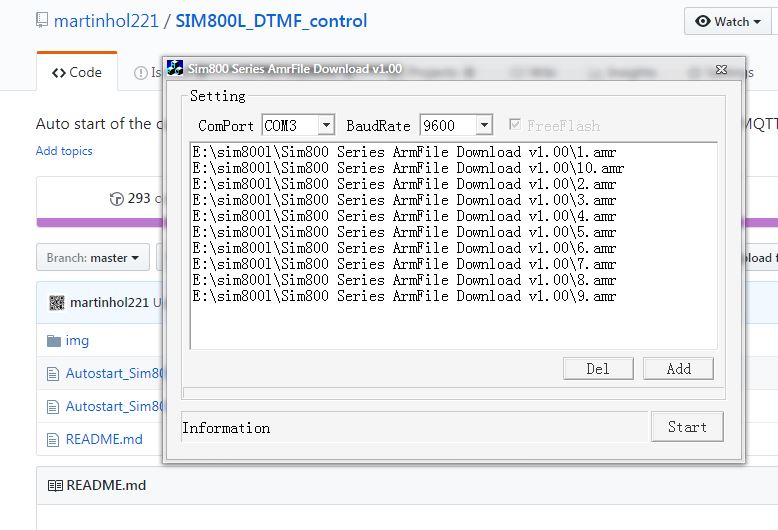 martinhol221 / SIM800L_DTMF_control
Watch
Code
Is
Projects
Wiki
Insights
Sim800 Series AmrFile Download v1.00
Setting
ComPort COM3 BaudRate 9600 FreeFlash
Auto start of the c
MQTT
Add topics
E:\sim800l\Sim800 Series ArmFile Download v1.00\1.amr
E:\sim800l\Sim800 Series ArmFile Download v1.00\10.amr
E:\sim800l\Sim800 Series ArmFile Download v1.00\2.amr
E:\sim800l\Sim800 Series ArmFile Download v1.00\3.amr
E:\sim800l\Sim800 Series ArmFile Download v1.00\4.amr
E:\sim800l\Sim800 Series ArmFile Download v1.00\5.amr
E:\sim800l\Sim800 Series ArmFile Download v1.00\6.amr
E:\sim800l\Sim800 Series ArmFile Download v1.00\7.amr
E:\sim800l\Sim800 Series ArmFile Download v1.00\8.amr
E:\sim800l\Sim800 Series ArmFile Download v1.00\9.amr
Del Add
Information Start
293 c
Branch: master
load f
martinhol221 U
img
Autostart_Sim80
Autostart_Sim80
README.md
README.md